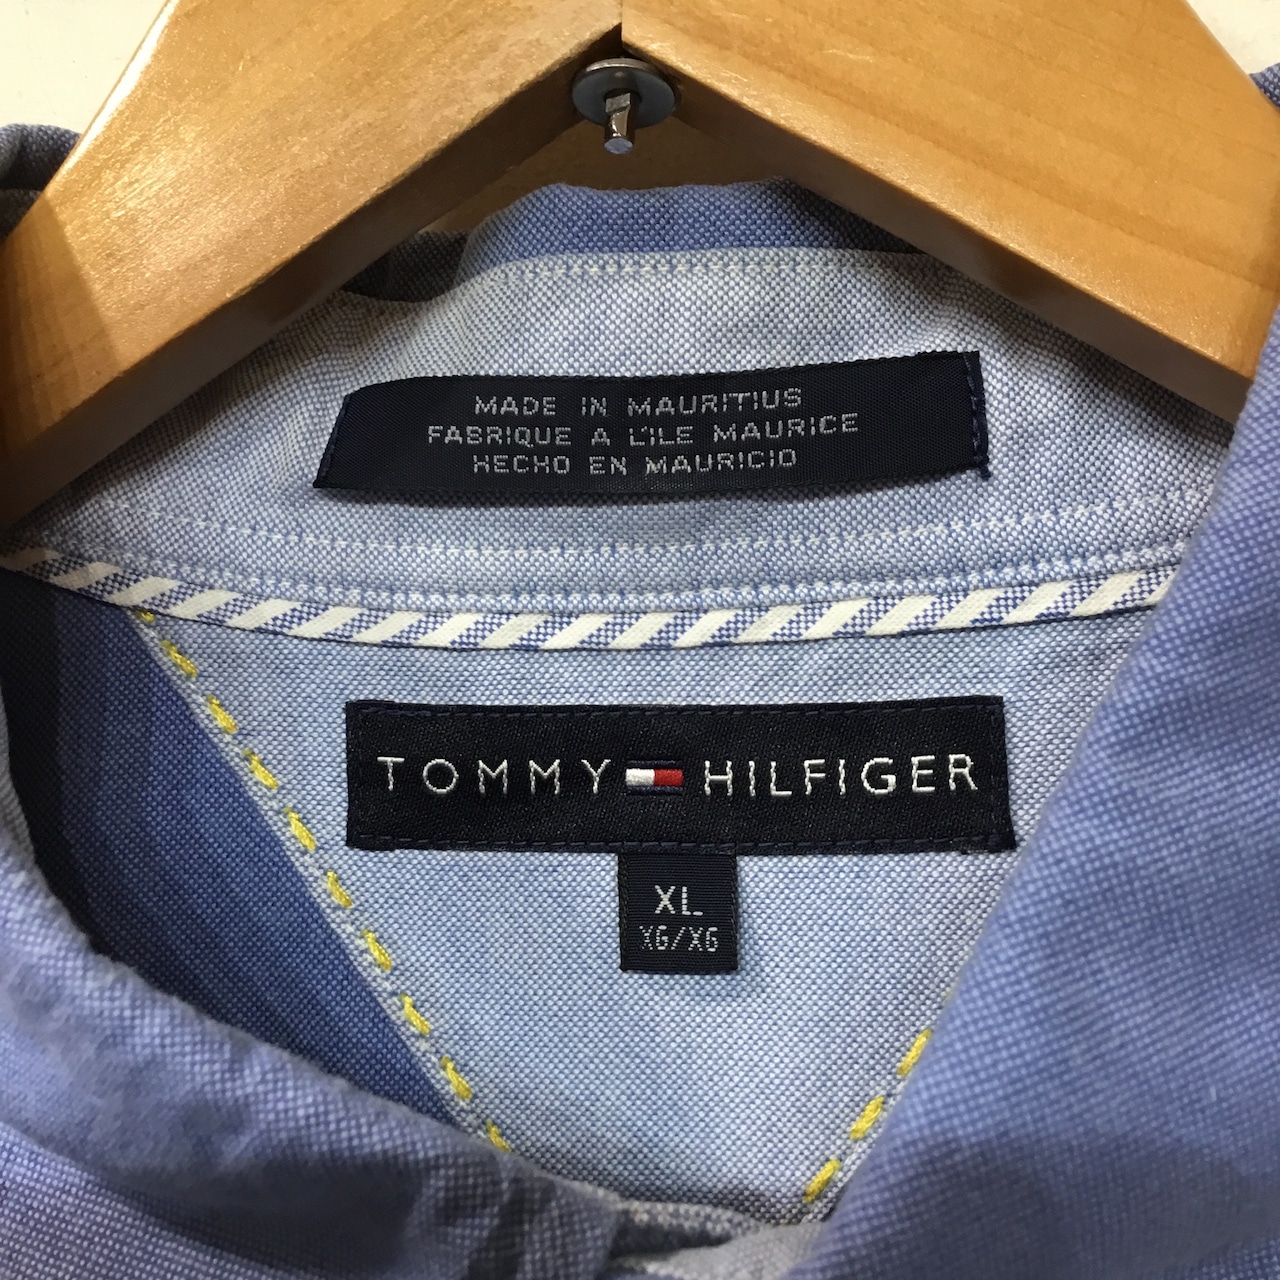 MADE IN MAURITIUS
FABRIQUE A L'ILE MAURICE
HECHO EN MAURICIO
TOMMY HILFIGER
XL
XG/XG